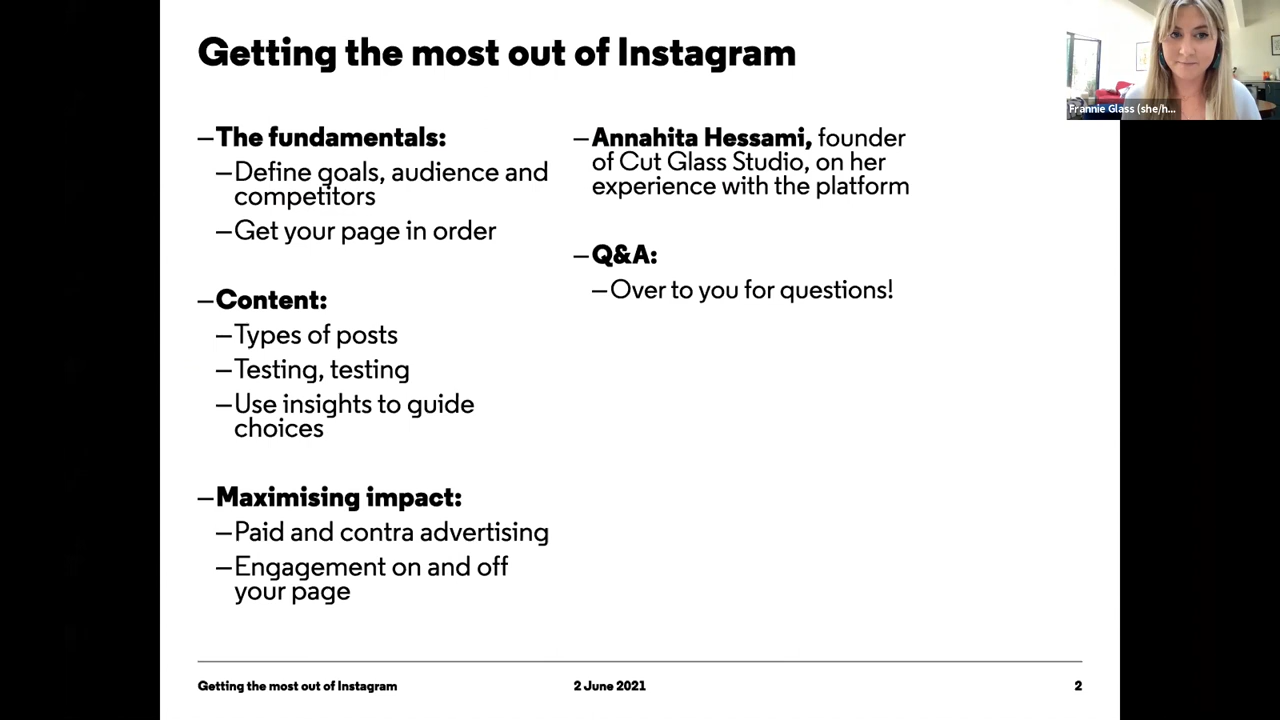 Getting the most out of Instagram
–The fundamentals:
–Define goals, audience and
competitors
–Get your page in order
–Content:
–Types of posts
–Testing, testing
–Use insights to guide
choices
–Maximising impact:
–Paid and contra advertising
–Engagement on and off
your page
–Annahita Hessami, founder
of Cut Glass Studio, on her
experience with the platform
–Q&A:
–Over to you for questions!
Frannie Glass (she/h...
Getting the most out of Instagram
2 June 2021
2